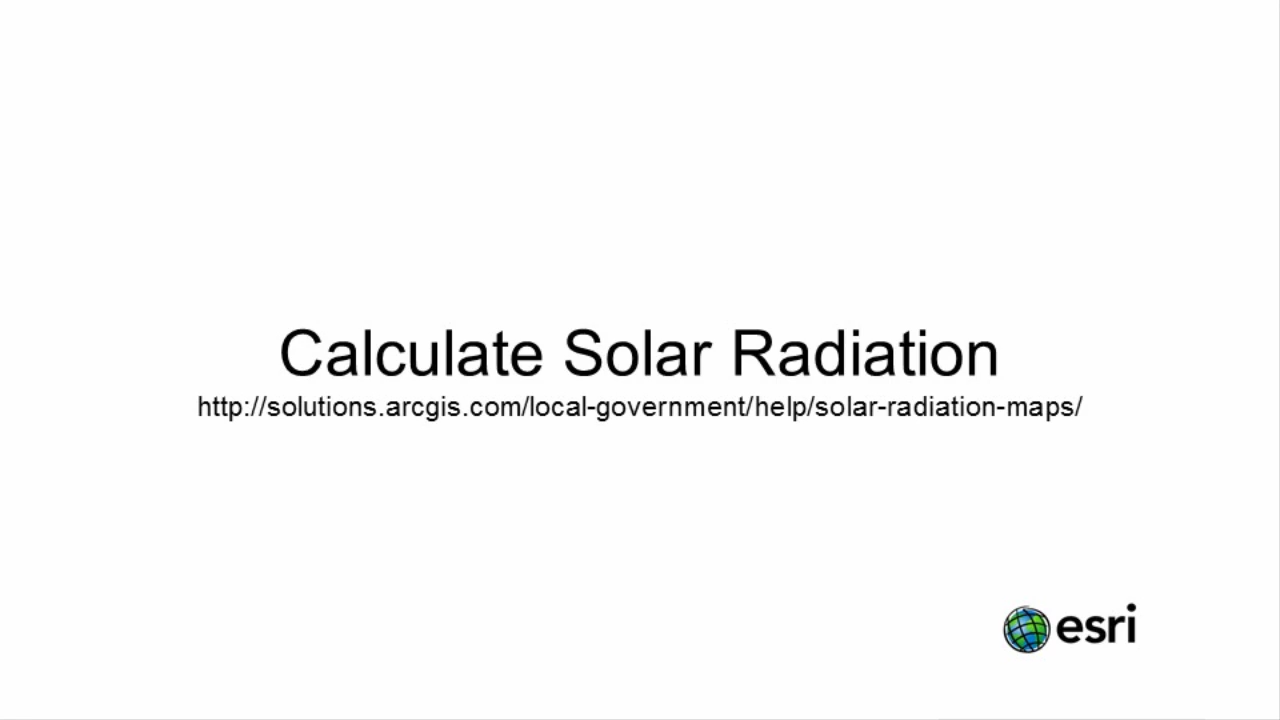 Calculate Solar Radiation
http://solutions.arcgis.com/local-government/help/solar-radiation-maps/
esri